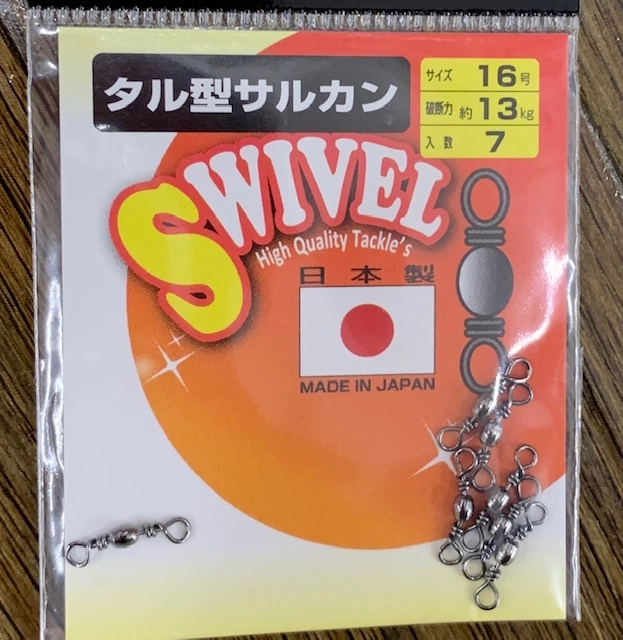 タル型サルカン
サイズ 16号
破断力 約13kg
入数 7
SWIVEL
High Quality Tackle's
日本製
MADE IN JAPAN